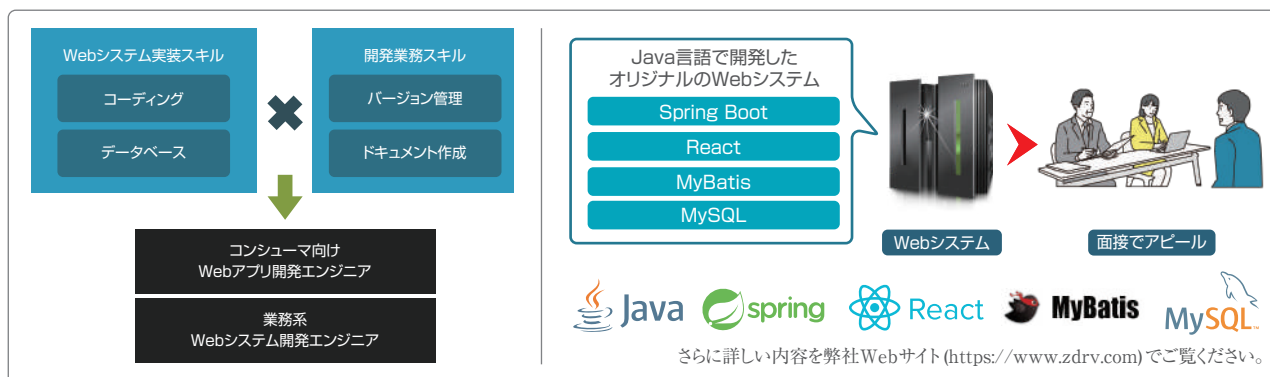 Webシステム実装スキル
コーディング
データベース
開発業務スキル
バージョン管理
ドキュメント作成
コンシューマ向け
Webアプリ開発エンジニア
業務系
Webシステム開発エンジニア
Java言語で開発した
オリジナルのWebシステム
Spring Boot
React
MyBatis
MySQL
Webシステム
面接でアピール
Java
spring
React
MyBatis
MySQL
さらに詳しい内容を弊社Webサイト(https://www.zdrv.com)でご覧ください。